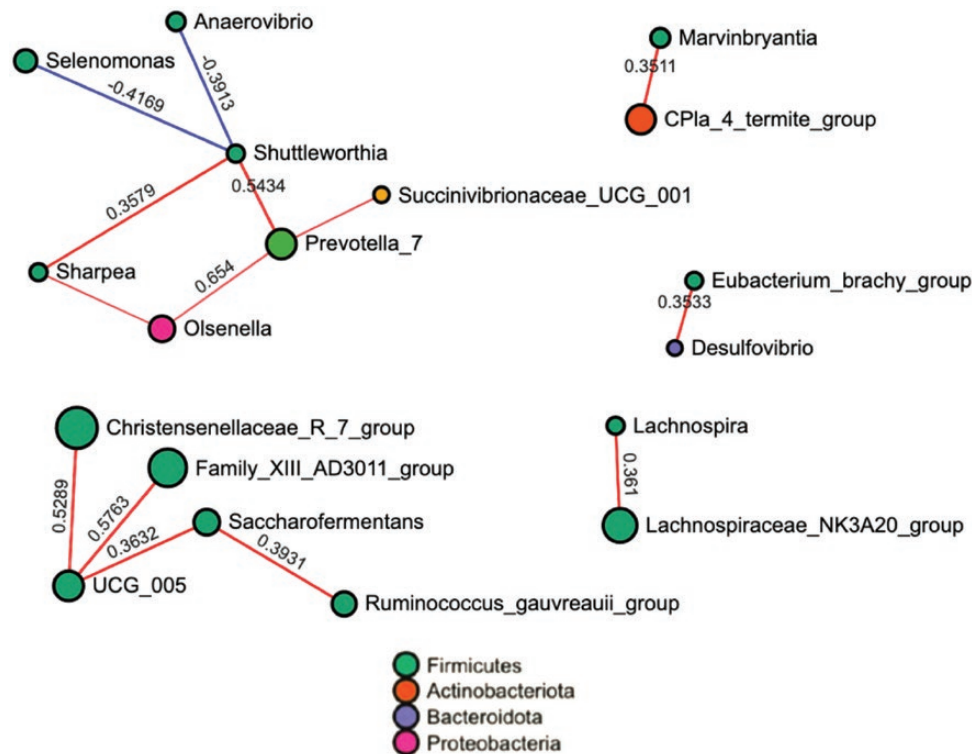 Anaerovibrio
Selenomonas
-0.3913
-0.4169
Shuttleworthia
0.3579
0.5434
Succinivibrionaceae_UCG_001
Prevotella_7
Sharpea
0.654
Olsenella
Marvinbryantia
0.3511
CPla_4_termite_group
Eubacterium_brachy_group
0.3533
Desulfovibrio
Christensenellaceae_R_7_group
Family_XIII_AD3011_group
0.5289
0.5763
Saccharofermentans
0.3632
0.3931
UCG_005
Ruminococcus_gauvreauii_group
Lachnospira
0.361
Lachnospiraceae_NK3A20_group
Firmicutes
Actinobacteriota
Bacteroidota
Proteobacteria